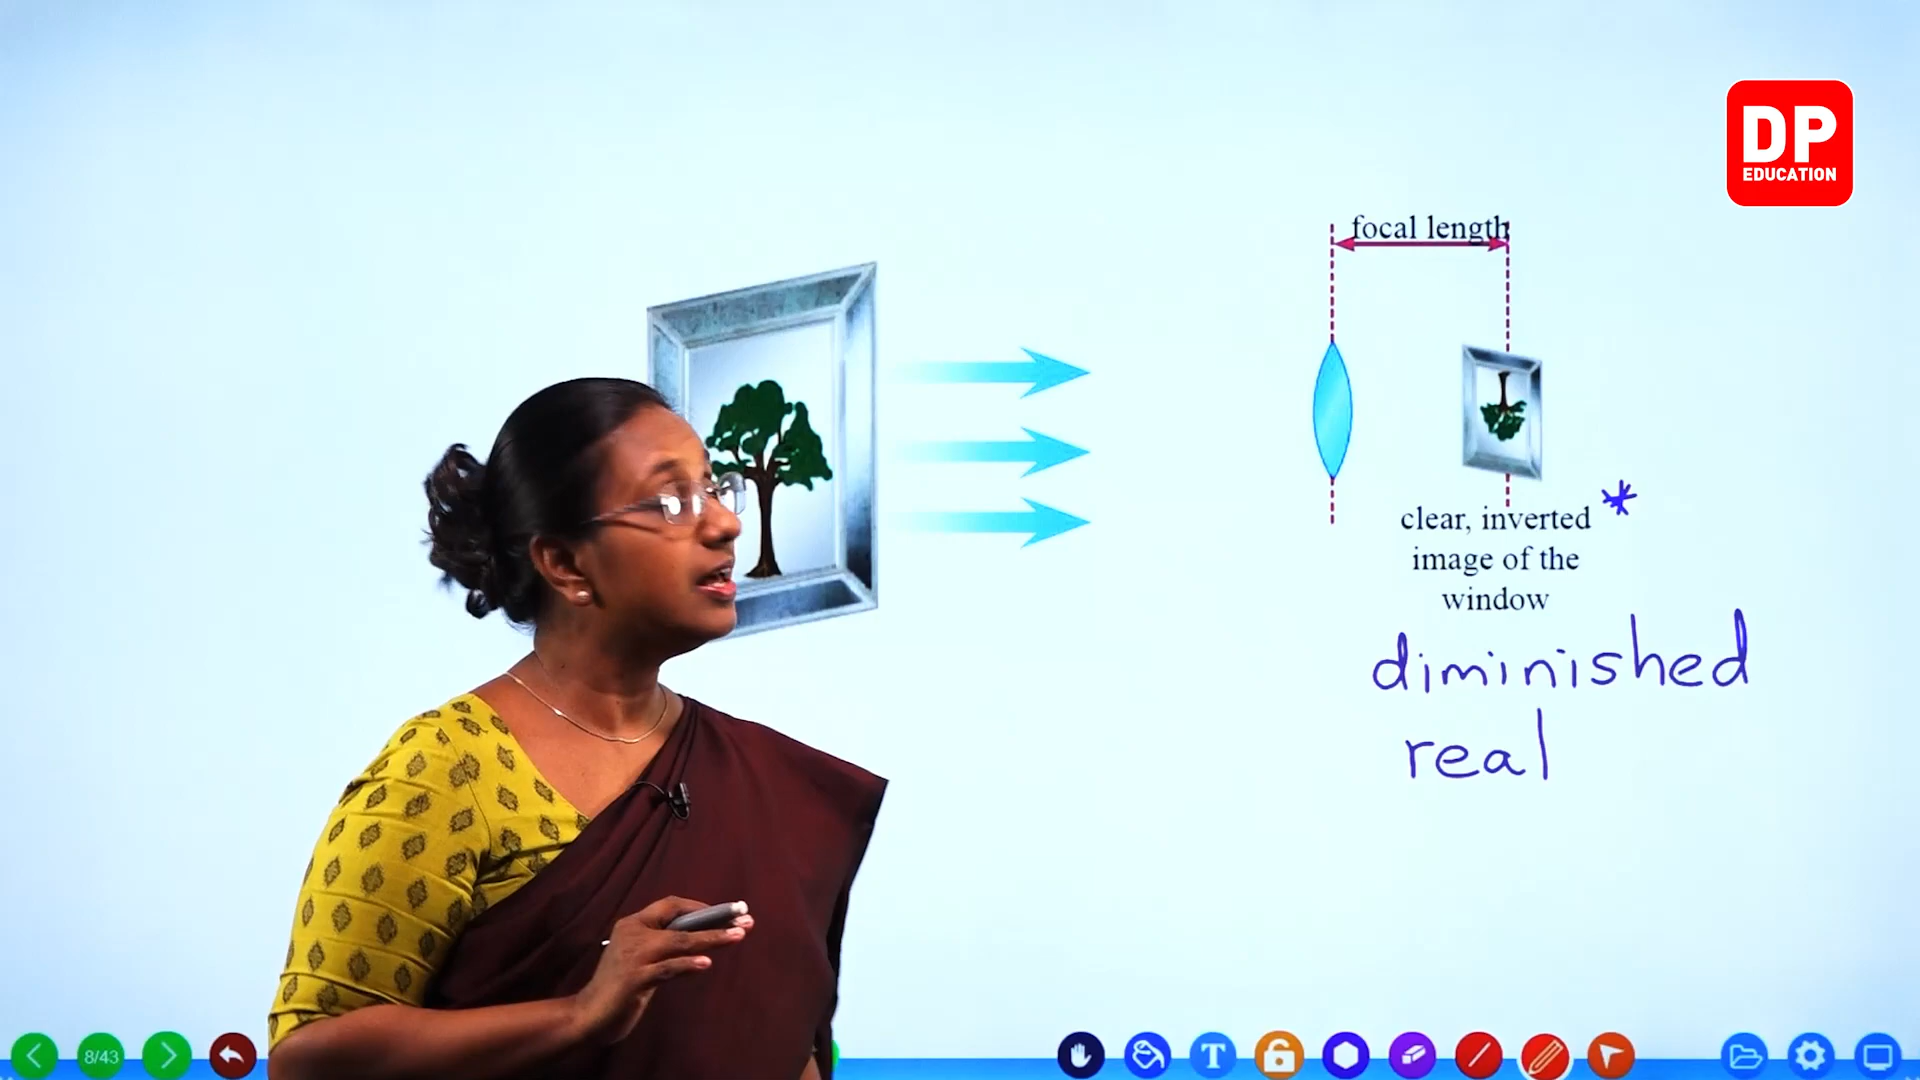 DP
EDUCATION
focal length
clear, inverted
image of the
window
diminished
real
8/43
T